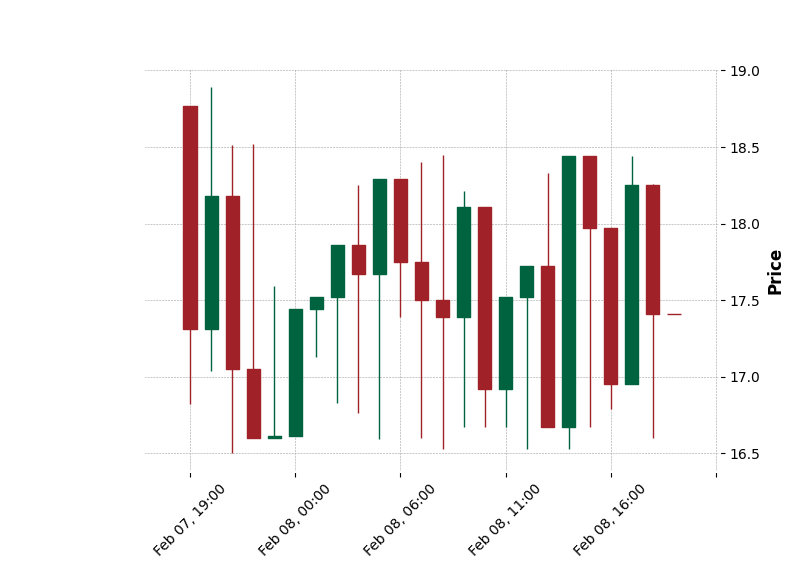 19.0
18.5
18.0
17.5
17.0
16.5
Price
Feb 07, 19:00
Feb 08, 00:00
Feb 08, 06:00
Feb 08, 11:00
Feb 08, 16:00